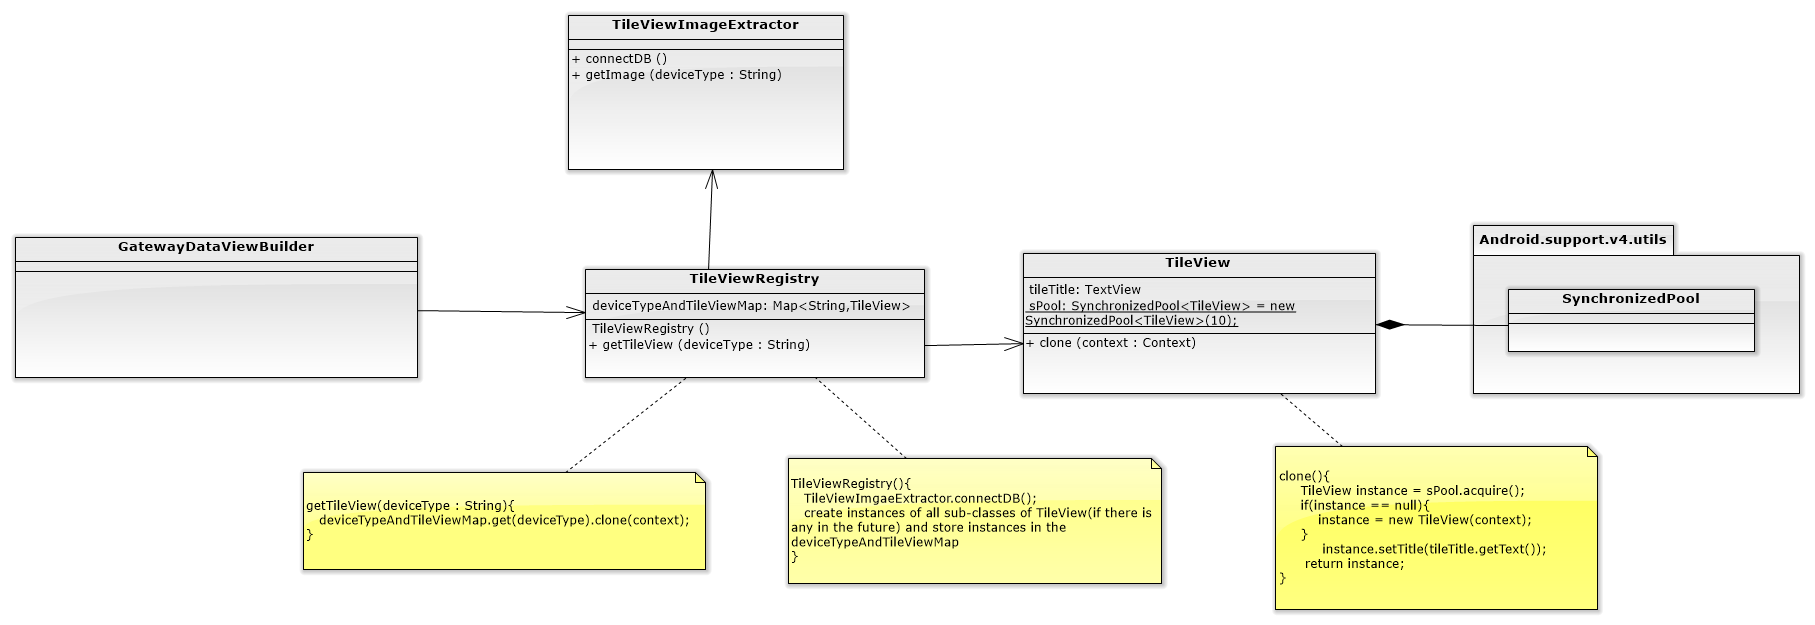 TileViewImageExtractor
+ connectDB ()
+ getImage (deviceType : String)
GatewayDataViewBuilder
TileViewRegistry
deviceTypeAndTileViewMap: Map<String,TileView>
TileViewRegistry ()
+ getTileView (deviceType : String)
TileView
tileTitle: TextView
sPool: SynchronizedPool<TileView> = new
SynchronizedPool<TileView>(10);
+ clone (context : Context)
Android.support.v4.utils
SynchronizedPool
getTileView(deviceType : String){
deviceTypeAndTileViewMap.get(deviceType).clone(context);
}
TileViewRegistry(){
TileViewImgaeExtractor.connectDB();
create instances of all sub-classes of TileView(if there is
any in the future) and store instances in the
deviceTypeAndTileViewMap
}
clone(){
TileView instance = sPool.acquire();
if(instance == null){
instance = new TileView(context);
}
instance.setTitle(tileTitle.getText());
return instance;
}